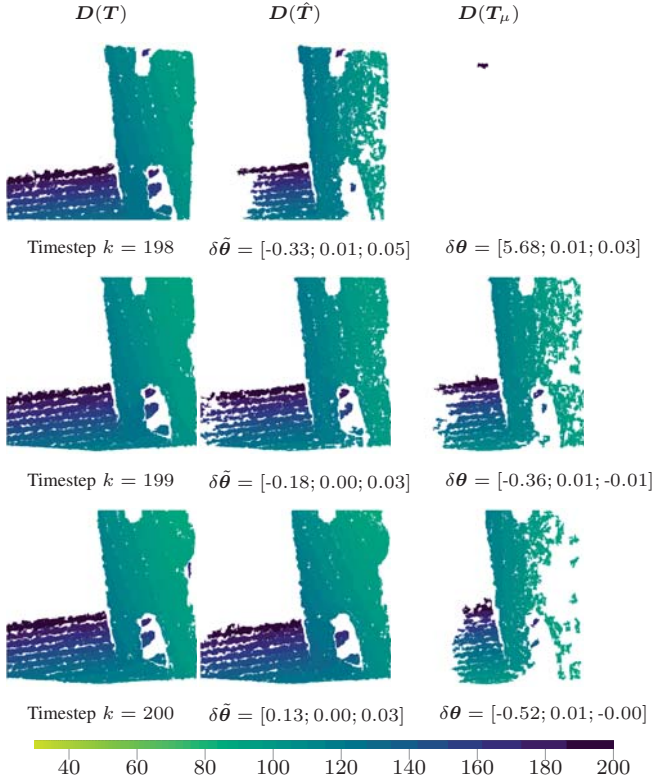 D(T) D(T̂) D(T_μ)
Timestep k = 198 δθ̃ = [-0.33; 0.01; 0.05] δθ = [5.68; 0.01; 0.03]
Timestep k = 199 δθ̃ = [-0.18; 0.00; 0.03] δθ = [-0.36; 0.01; -0.01]
Timestep k = 200 δθ̃ = [0.13; 0.00; 0.03] δθ = [-0.52; 0.01; -0.00]
40 60 80 100 120 140 160 180 200